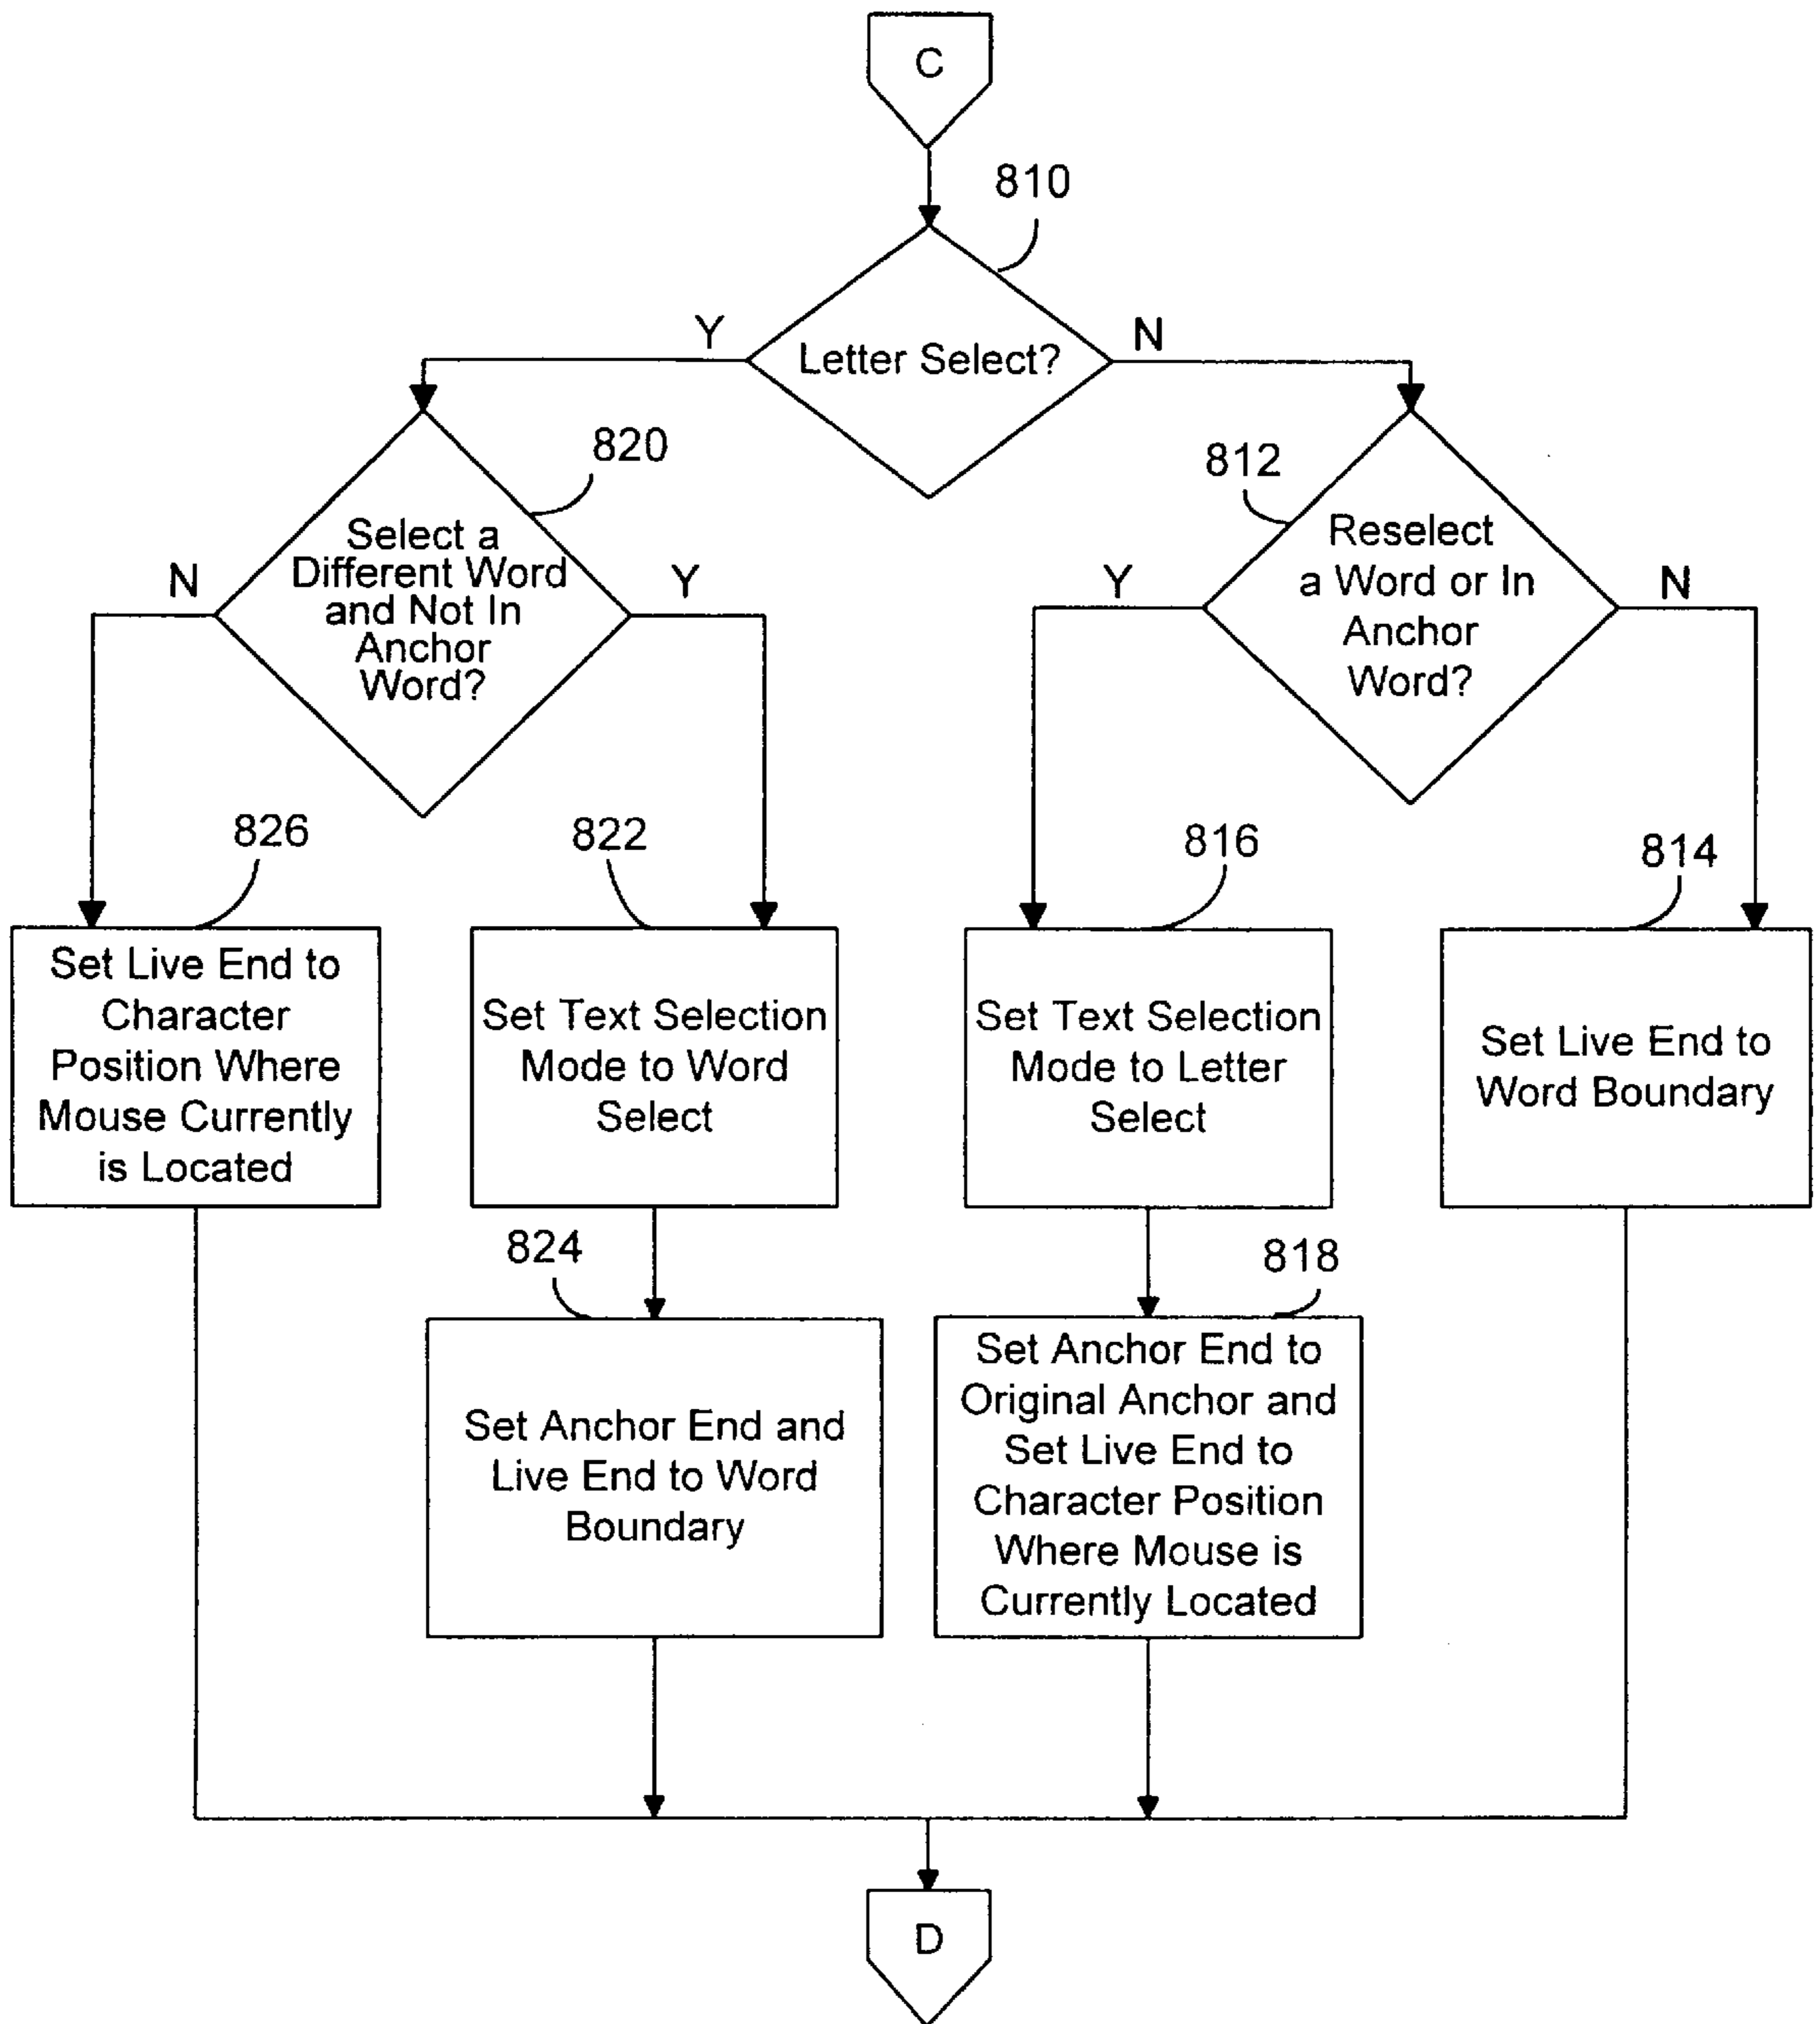 C
810
Letter Select?
Y
N
820
Select a
Different Word
and Not In
Anchor
Word?
N
Y
812
Reselect
a Word or In
Anchor
Word?
Y
N
826
Set Live End to
Character
Position Where
Mouse Currently
is Located
822
Set Text Selection
Mode to Word
Select
816
Set Text Selection
Mode to Letter
Select
814
Set Live End to
Word Boundary
824
Set Anchor End and
Live End to Word
Boundary
818
Set Anchor End to
Original Anchor and
Set Live End to
Character Position
Where Mouse is
Currently Located
D